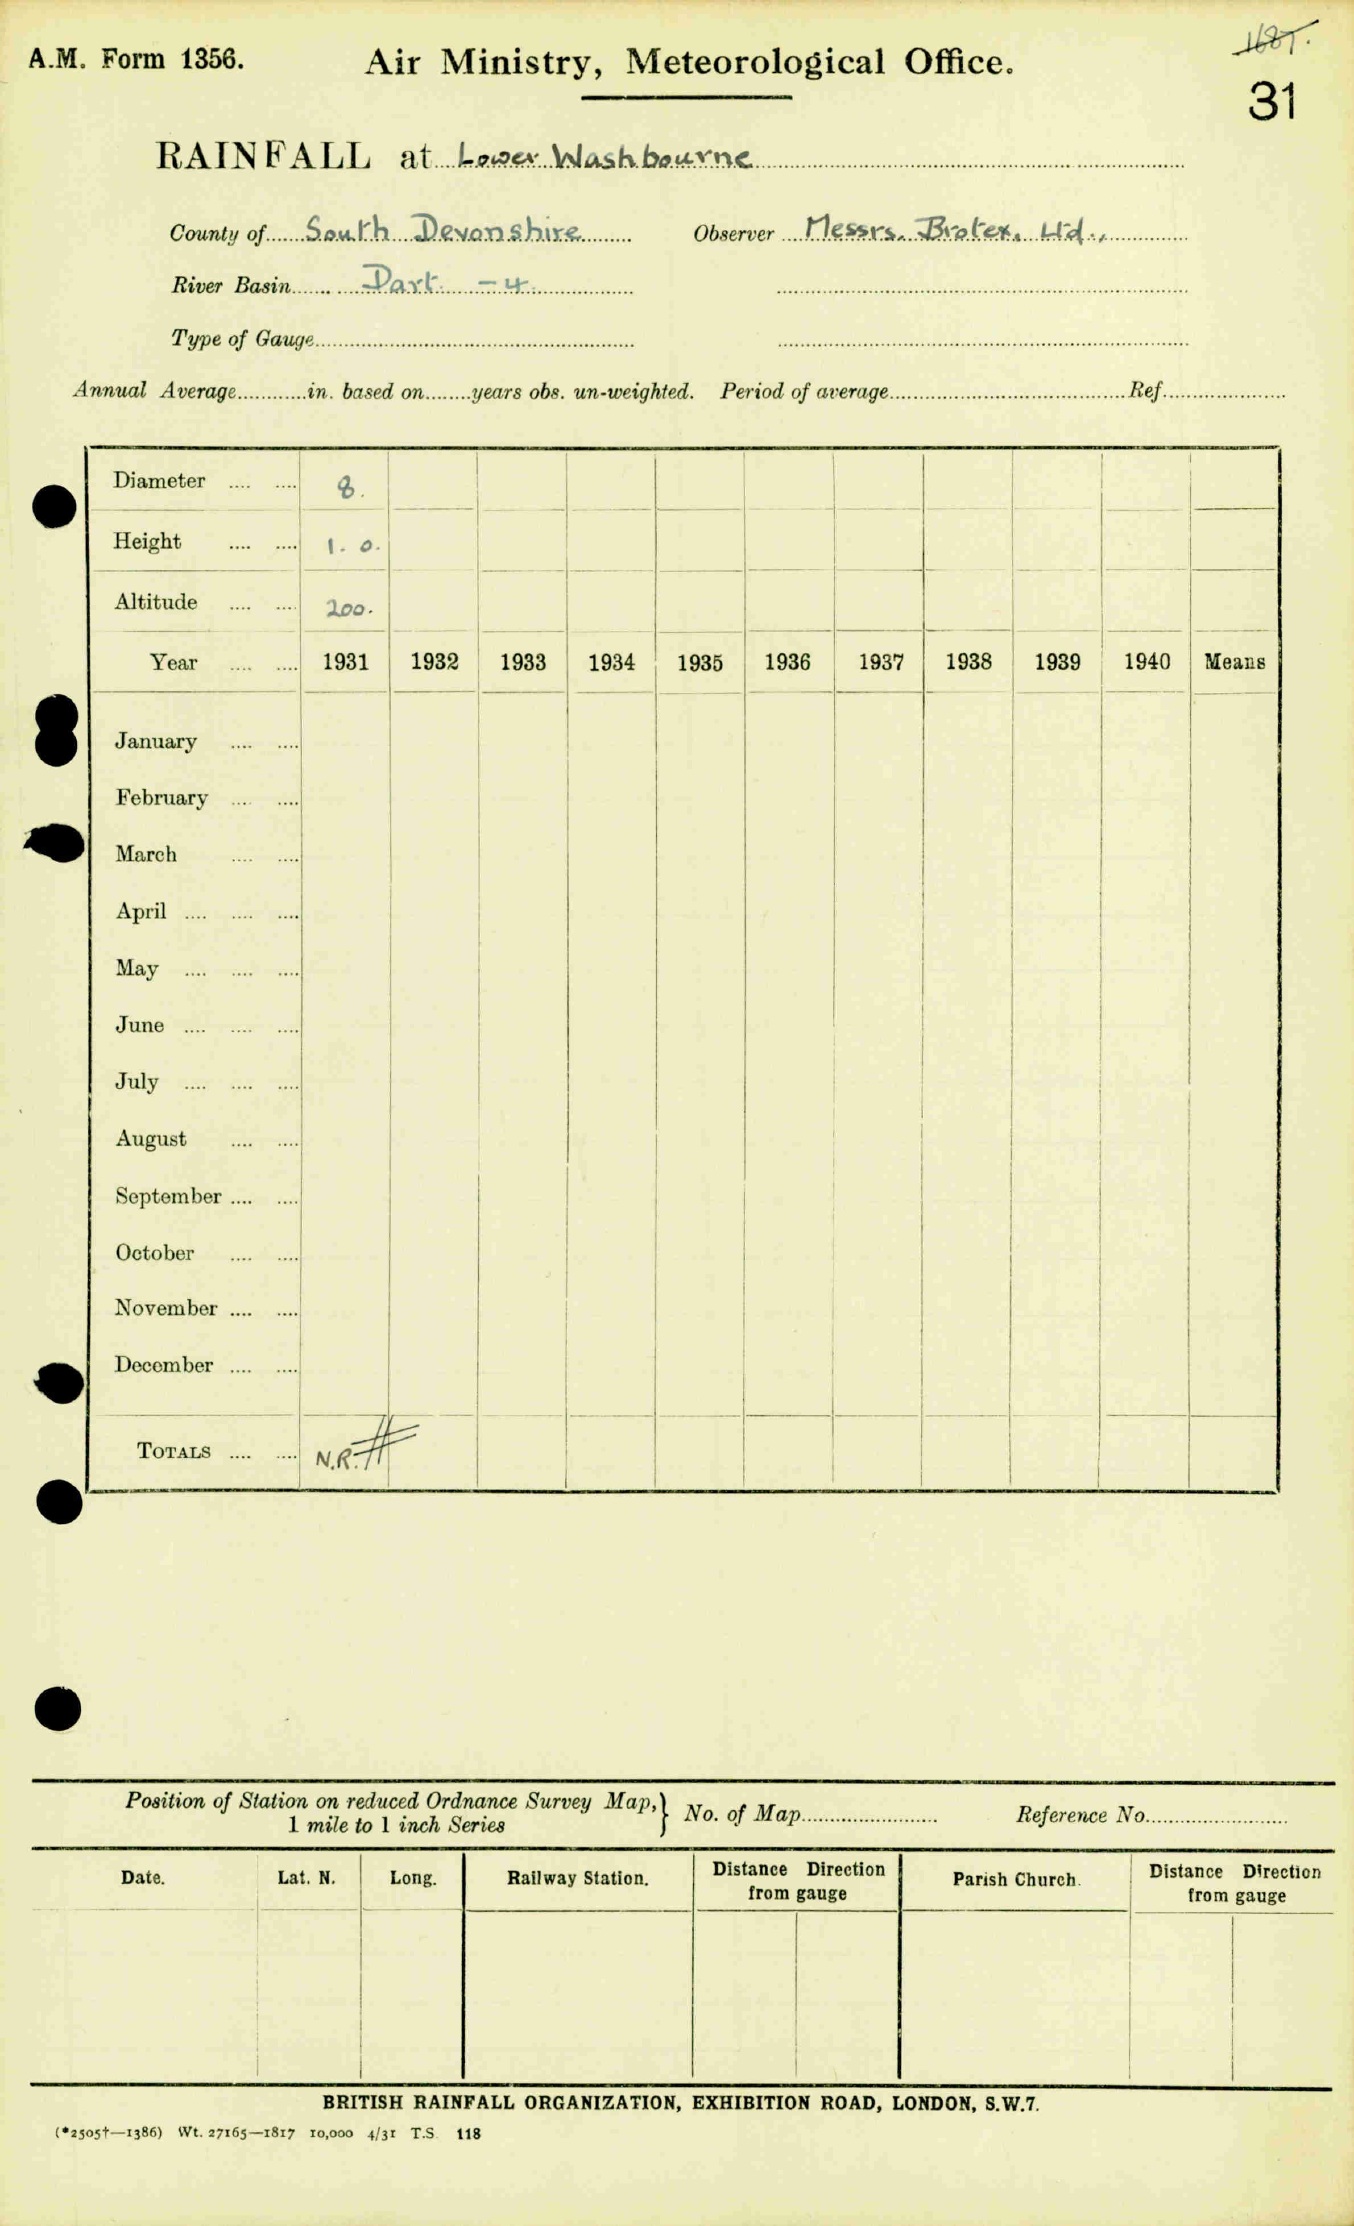 A.M. Form 1356. Air Ministry, Meteorological Office.
31
RAINFALL at Lower Washbourne
County of South Devonshire Observer Messrs. Brotex. Ltd.,
River Basin Dart -4
Type of Gauge
Annual Average............in. based on........years obs. un-weighted. Period of average.......................................Ref.....................
Diameter .... .... 8.
Height .... .... 1. 0.
Altitude .... .... 200.
Year .... .... 1931 1932 1933 1934 1935 1936 1937 1938 1939 1940 Means
January .... ....
February .... ....
March .... ....
April .... .... ....
May .... .... ....
June .... .... ....
July .... .... ....
August .... ....
September .... ....
October .... ....
November .... ....
December .... ....
TOTALS .... .... N.R.
Position of Station on reduced Ordnance Survey Map,} No. of Map........................ Reference No.........................
1 mile to 1 inch Series
Date. Lat. N. Long. Railway Station. Distance Direction from gauge Parish Church. Distance Direction from gauge
BRITISH RAINFALL ORGANIZATION, EXHIBITION ROAD, LONDON, S.W.7.
(*2505†—1386) Wt. 27165—1817 10,000 4/31 T.S. 118